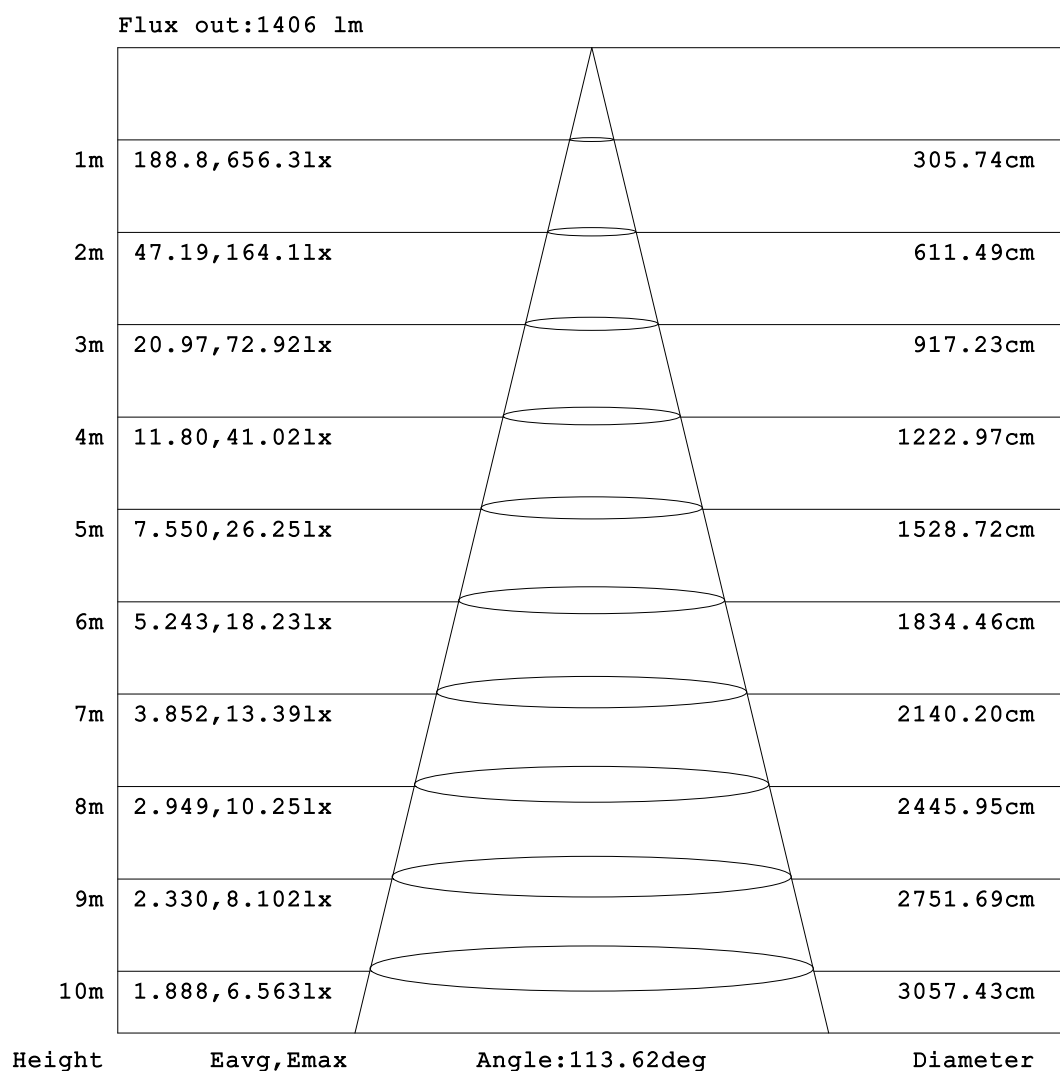 Flux out:1406 lm
1m 188.8,656.3lx 305.74cm
2m 47.19,164.1lx 611.49cm
3m 20.97,72.92lx 917.23cm
4m 11.80,41.02lx 1222.97cm
5m 7.550,26.25lx 1528.72cm
6m 5.243,18.23lx 1834.46cm
7m 3.852,13.39lx 2140.20cm
8m 2.949,10.25lx 2445.95cm
9m 2.330,8.102lx 2751.69cm
10m 1.888,6.563lx 3057.43cm
Height Eavg,Emax Angle:113.62deg Diameter